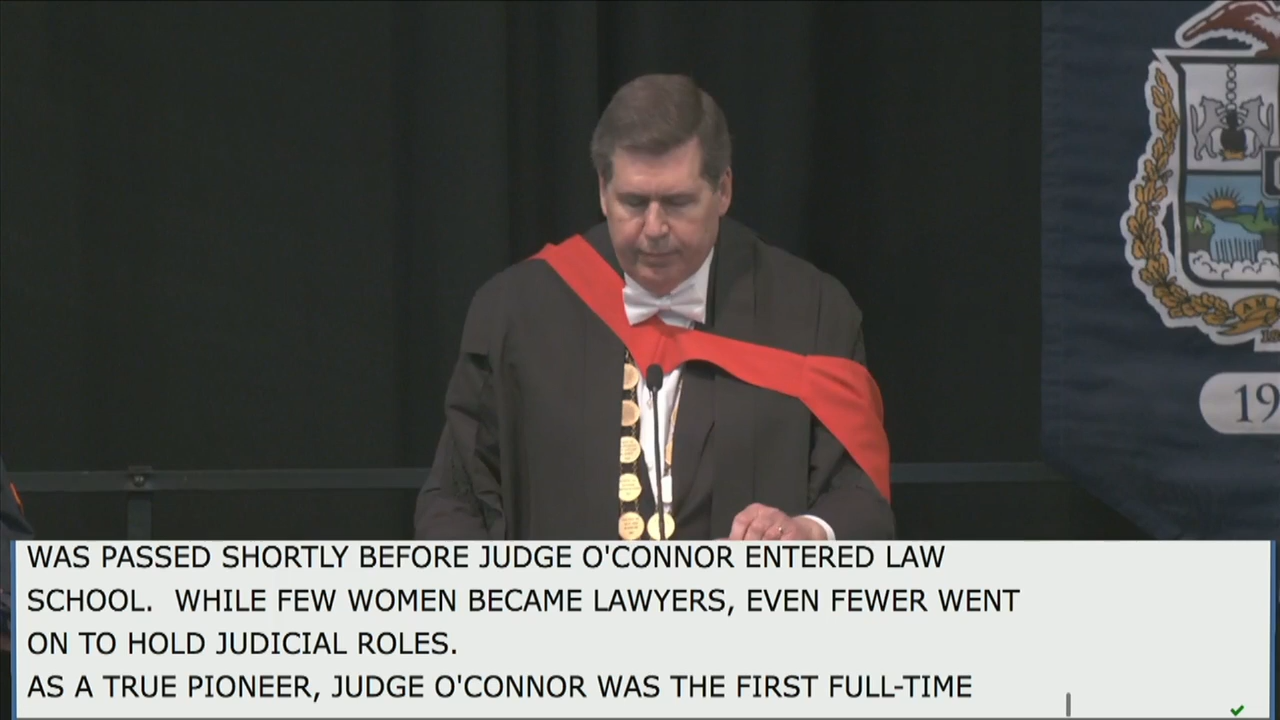 AM
19
WAS PASSED SHORTLY BEFORE JUDGE O'CONNOR ENTERED LAW
SCHOOL.  WHILE FEW WOMEN BECAME LAWYERS, EVEN FEWER WENT
ON TO HOLD JUDICIAL ROLES.
AS A TRUE PIONEER, JUDGE O'CONNOR WAS THE FIRST FULL-TIME